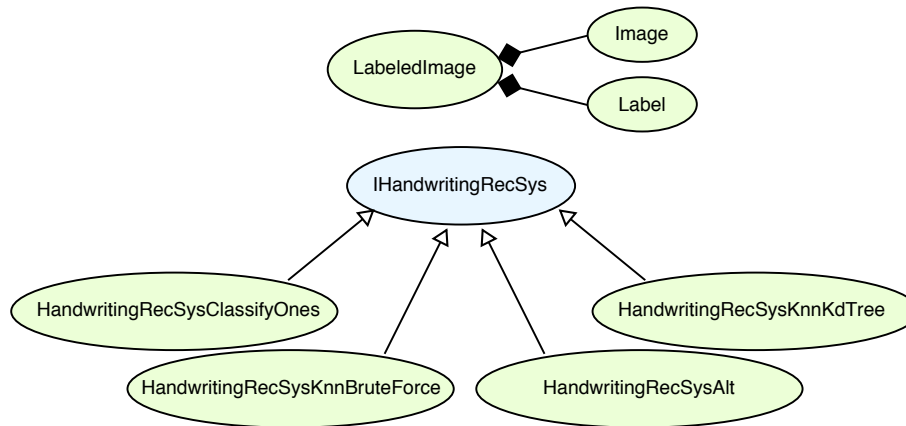 Image
LabeledImage
Label
IHandwritingRecSys
HandwritingRecSysClassifyOnes
HandwritingRecSysKnnKdTree
HandwritingRecSysKnnBruteForce
HandwritingRecSysAlt